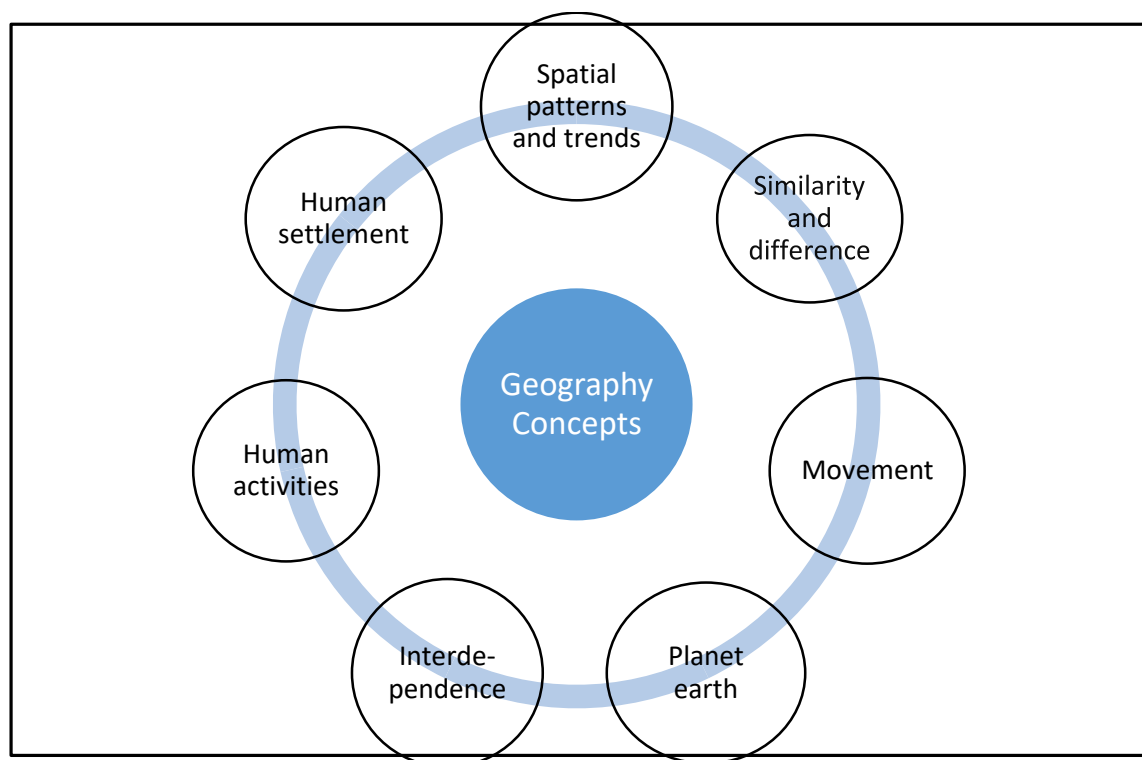 Spatial
patterns
and trends
Similarity
and
difference
Movement
Planet
earth
Interde-
pendence
Human
activities
Human
settlement
Geography
Concepts